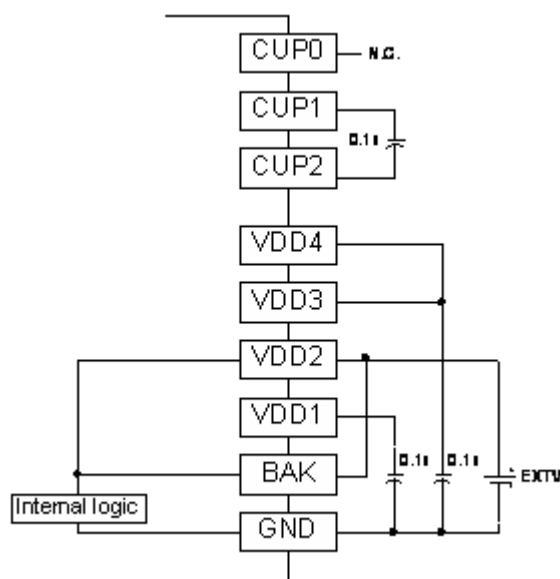 CUP0
N.C.
CUP1
0.1u
CUP2
VDD4
VDD3
VDD2
VDD1
0.1u
0.1u
EXTV
BAK
Internal logic
GND